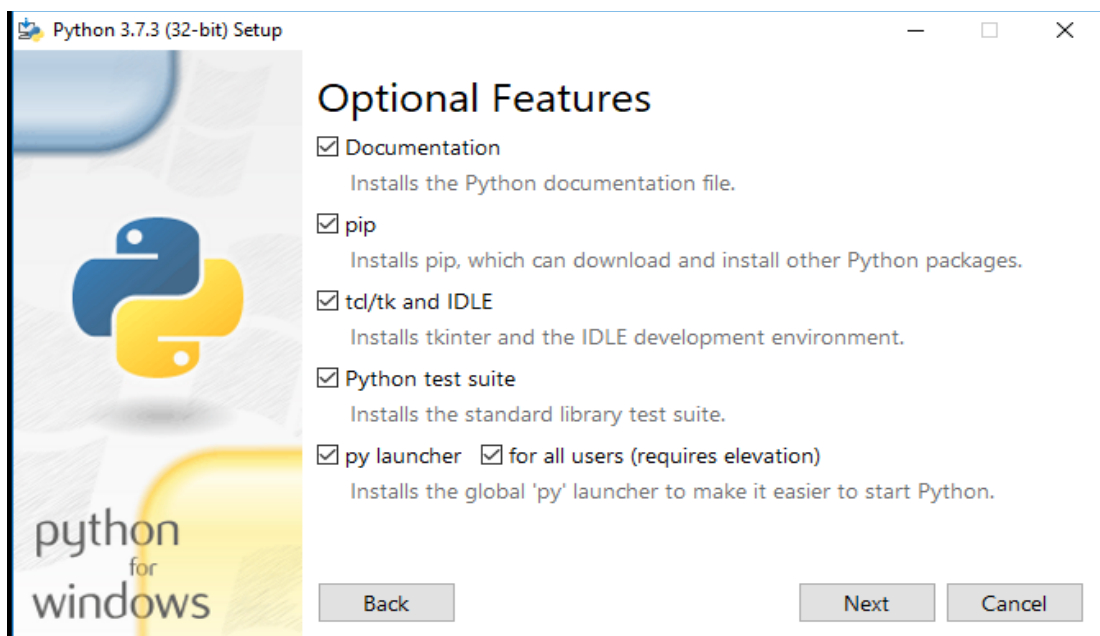 Python 3.7.3 (32-bit) Setup
Optional Features
Documentation
Installs the Python documentation file.
pip
Installs pip, which can download and install other Python packages.
tcl/tk and IDLE
Installs tkinter and the IDLE development environment.
Python test suite
Installs the standard library test suite.
py launcher for all users (requires elevation)
Installs the global 'py' launcher to make it easier to start Python.
python
for
windows
Back Next Cancel